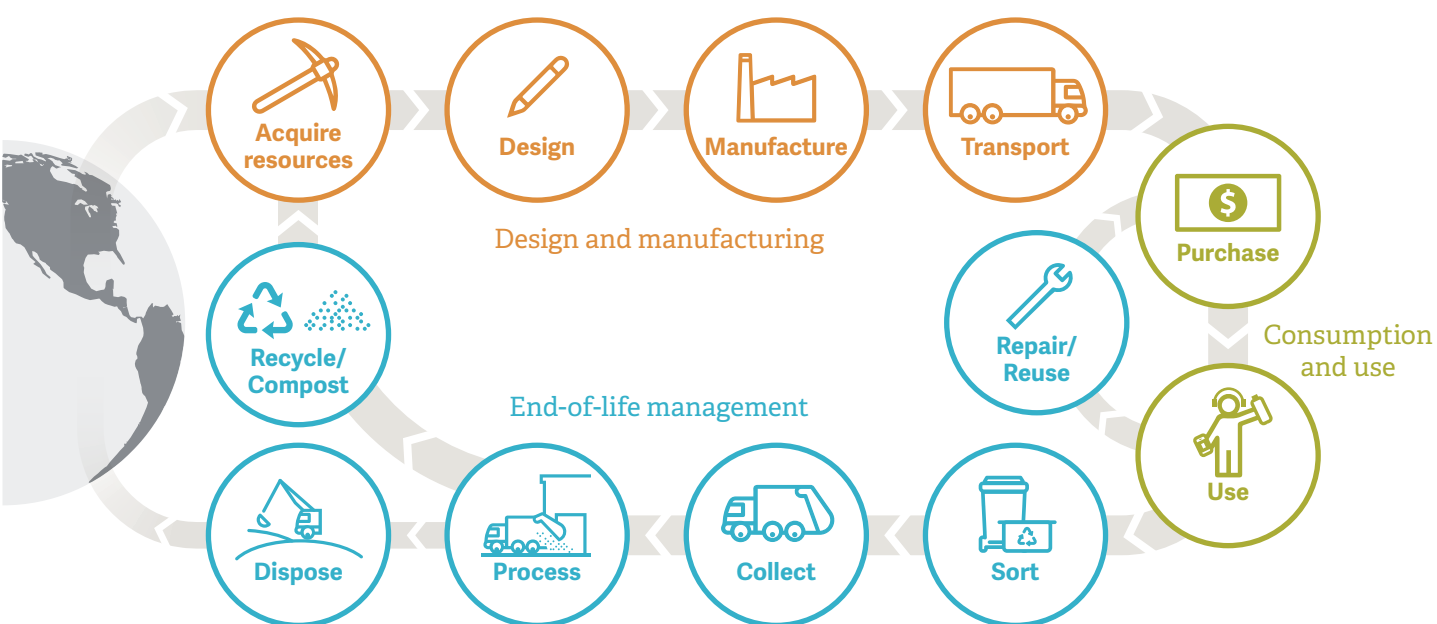 Acquire
resources
Design
Manufacture
Transport
Design and manufacturing
$
Purchase
Consumption
and use
Repair/
Reuse
Use
Recycle/
Compost
End-of-life management
Dispose
Process
Collect
Sort